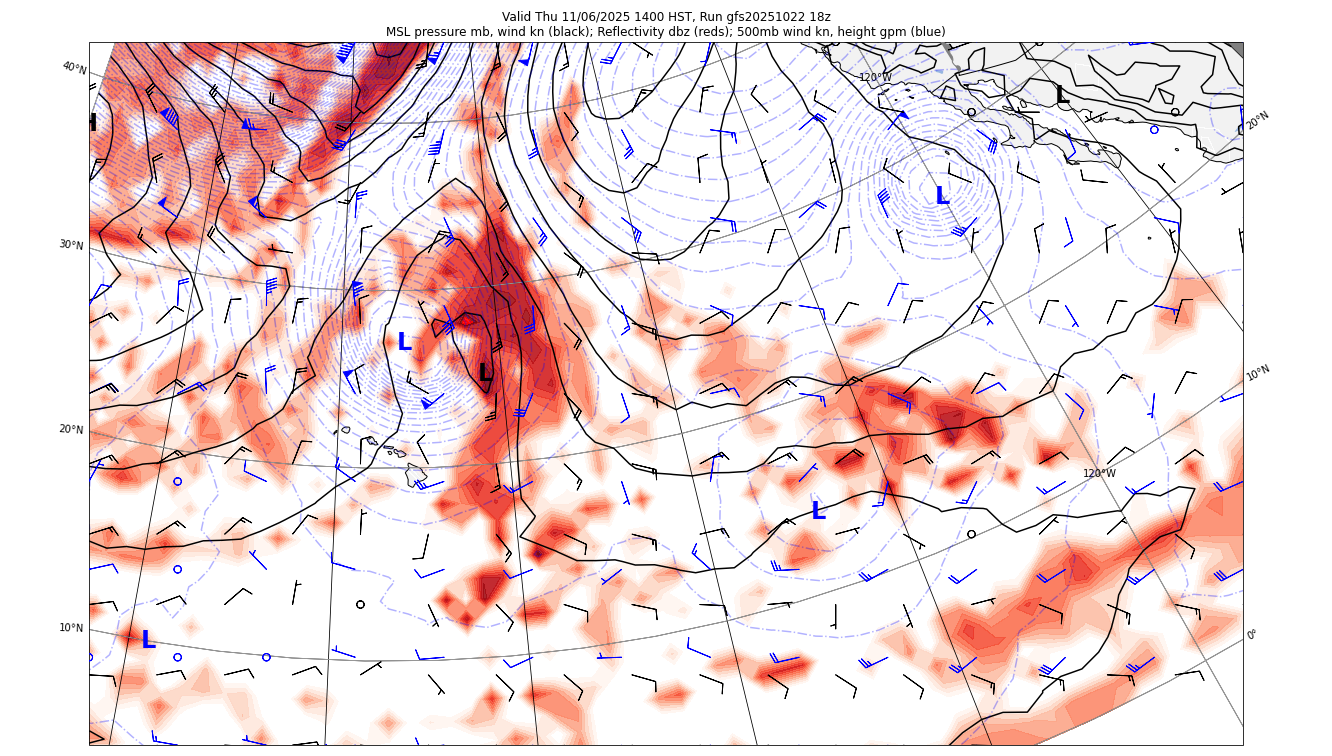 Valid Thu 11/06/2025 1400 HST, Run gfs20251022 18z
MSL pressure mb, wind kn (black); Reflectivity dbz (reds); 500mb wind kn, height gpm (blue)
40°N
120°W
L
20°N
H
L
30°N
L
L
10°N
20°N
120°W
L
10°N
L
0°